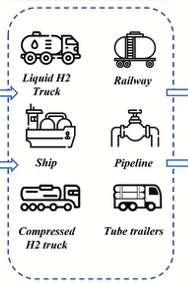 Liquid H2
Truck
Railway
Ship
Pipeline
Compressed
H2 truck
Tube trailers